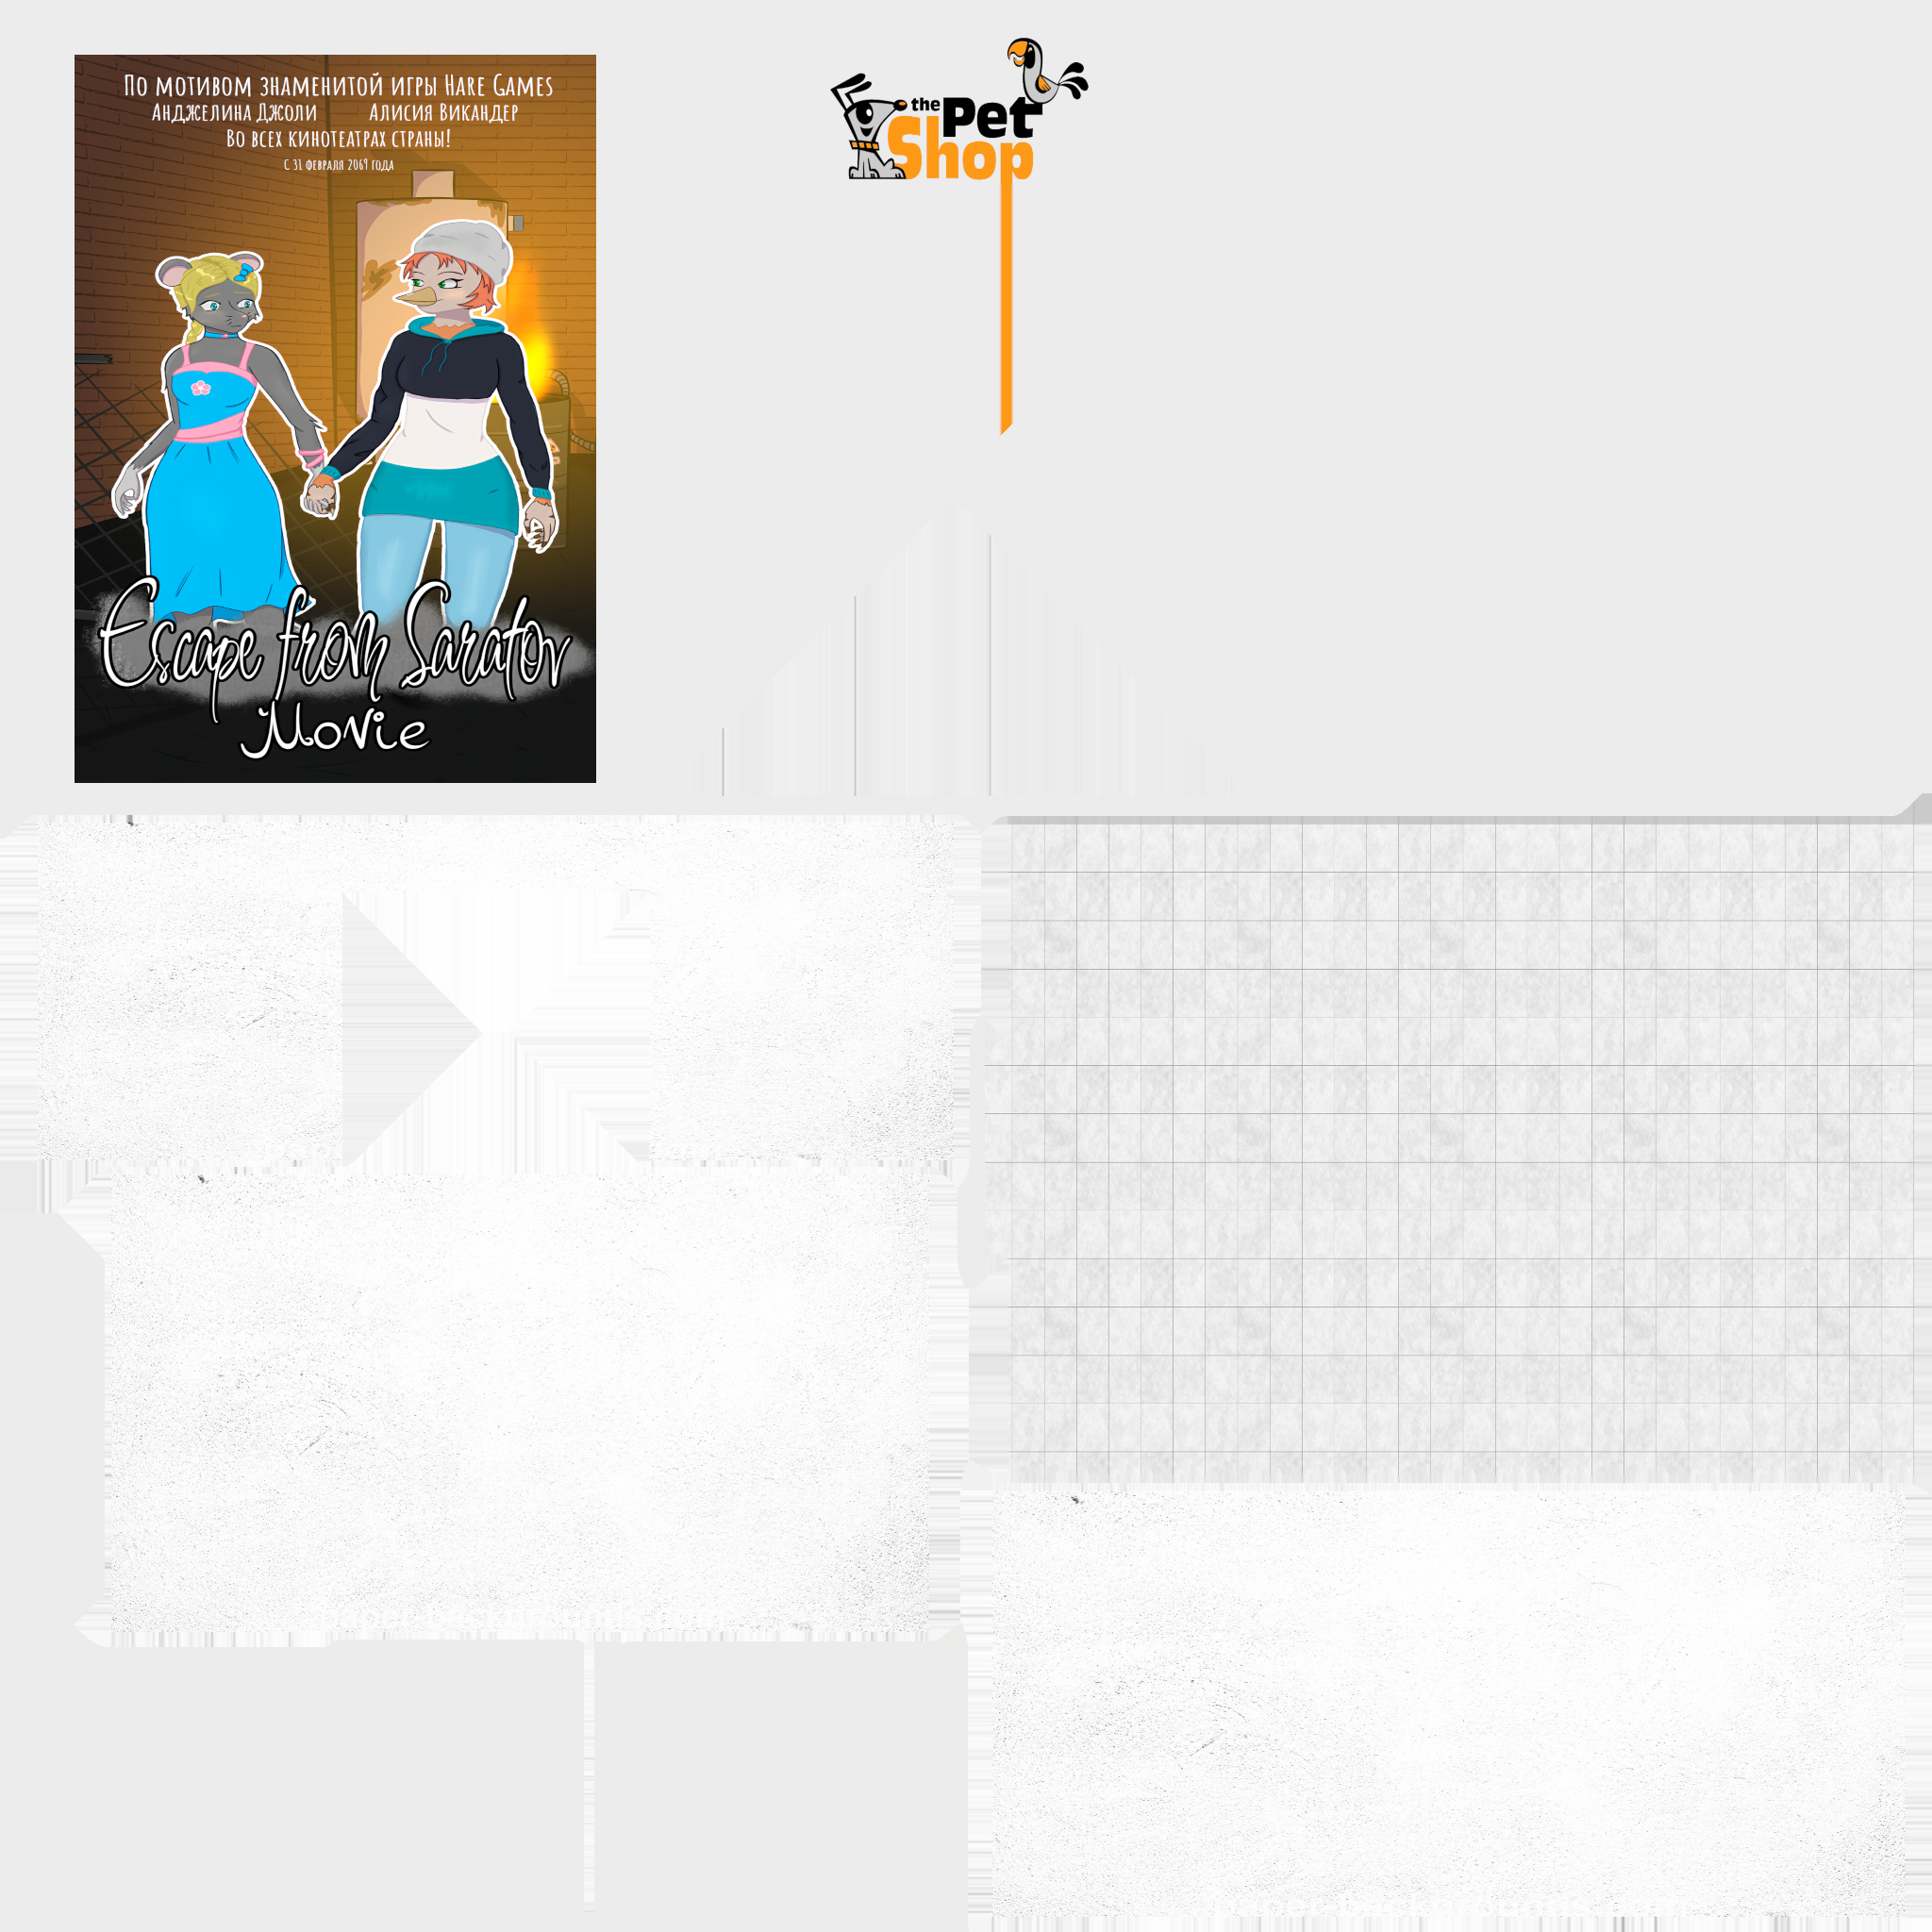 По мотивом знаменитой игры Hare Games
Анджелина Джоли Алисия Викандер
Во всех кинотеатрах страны!
С 31 февраля 2069 года
Escape from Saratov
Movie
the Pet
Shop